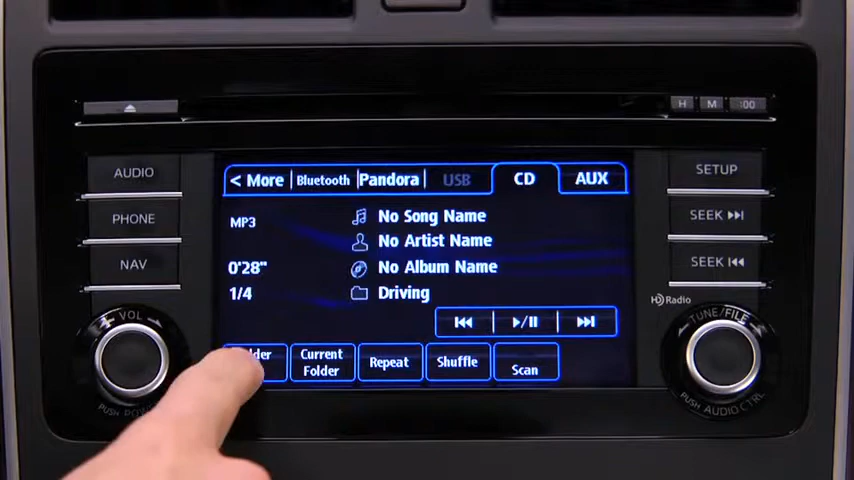 H M :00
AUDIO
PHONE
NAV
VOL
PUSH
< More Bluetooth Pandora USB CD AUX
MP3
No Song Name
No Artist Name
0'28" No Album Name
1/4 Driving
Current Folder
Repeat
Shuffle
Scan
SETUP
SEEK
SEEK
HD Radio
TUNE/FILE
PUSH AUDIO CTRL